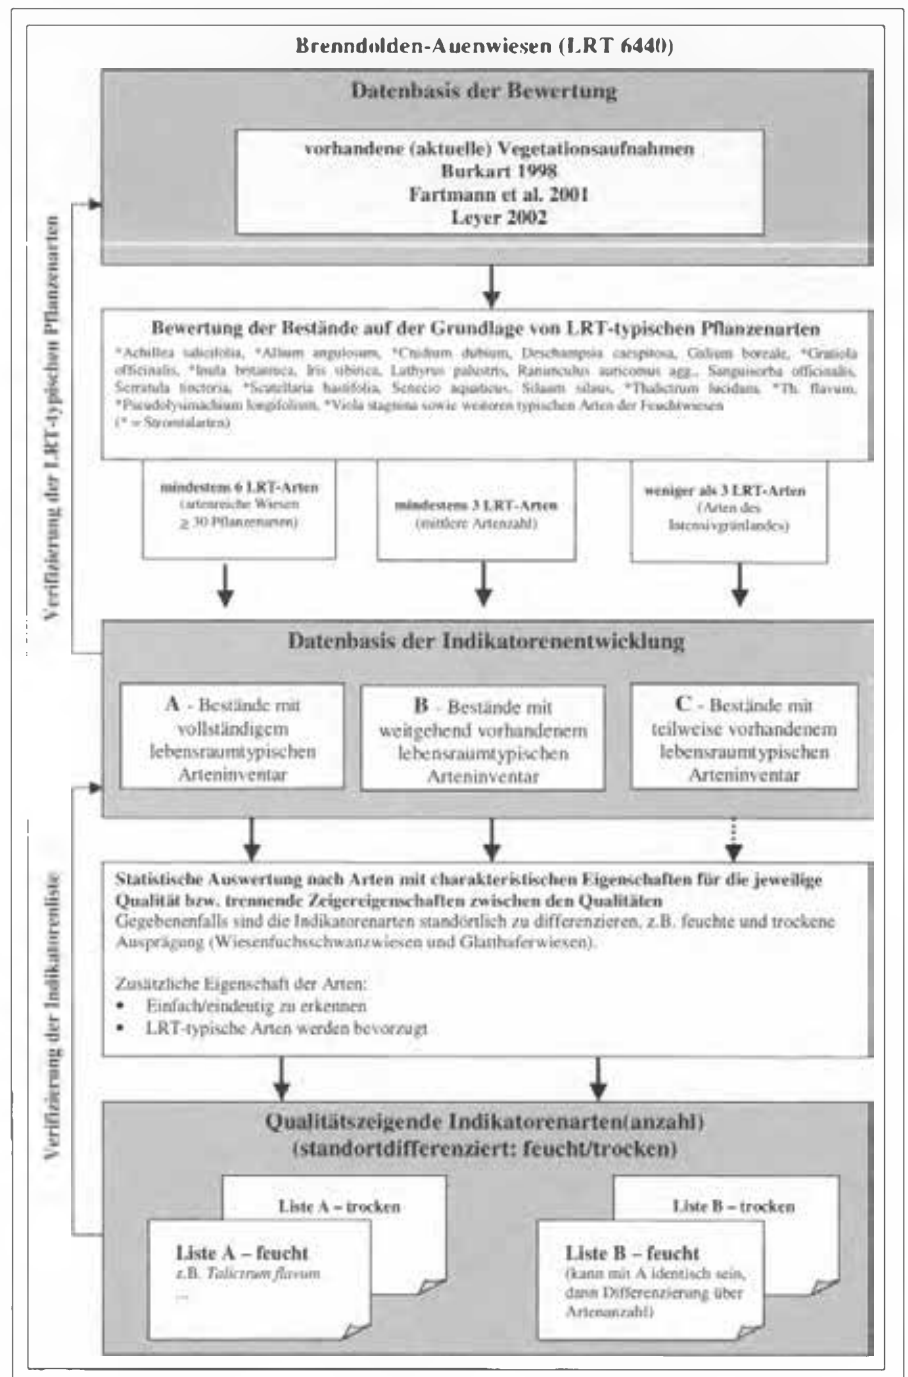 Brenndolden-Auenwiesen (LRT 6440)
Datenbasis der Bewertung
vorhandene (aktuelle) Vegetationsaufnahmen
Burkart 1998
Fartmann et al. 2001
Leyer 2002
Verifizierung der LRT-typischen Pflanzenarten
Bewertung der Bestände auf der Grundlage von LRT-typischen Pflanzenarten
*Achillea salicifolia, *Allium angulosum, *Cnidium dubium, Deschampsia caespitosa, Galium boreale, *Gratiola
officinalis, *Inula britannica, Iris sibirica, Lathyrus palustris, Ranunculus auricomus agg., Sanguisorba officinalis,
Serratula tinctoria, *Scutellaria hastifolia, Senecio aquaticus, Silaum silaus, *Thalictrum lucidum, *Th. flavum,
*Pseudolysimachium longifolium, *Viola stagnina sowie weiteren typischen Arten der Feuchtwiesen
(* = Stromtalarten)
mindestens 6 LRT-Arten
(artenreiche Wiesen
≥ 30 Pflanzenarten)
mindestens 3 LRT-Arten
(mittlere Artenzahl)
weniger als 3 LRT-Arten
(Arten des
Intensivgrünlandes)
Datenbasis der Indikatorenentwicklung
A - Bestände mit
vollständigem
lebensraumtypischen
Arteninventar
B - Bestände mit
weitgehend vorhandenem
lebensraumtypischen
Arteninventar
C - Bestände mit
teilweise vorhandenem
lebensraumtypischen
Arteninventar
Verifizierung der Indikatorenliste
Statistische Auswertung nach Arten mit charakteristischen Eigenschaften für die jeweilige
Qualität bzw. trennende Zeigereigenschaften zwischen den Qualitäten
Gegebenenfalls sind die Indikatorenarten standörtlich zu differenzieren, z.B. feuchte und trockene
Ausprägung (Wiesenfuchsschwanzwiesen und Glatthaferwiesen).
Zusätzliche Eigenschaft der Arten:
• Einfach/eindeutig zu erkennen
• LRT-typische Arten werden bevorzugt
Qualitätszeigende Indikatorenarten(anzahl)
(standortdifferenziert: feucht/trocken)
Liste A – trocken
Liste A – feucht
z.B. Talictrum flavum
...
Liste B – trocken
Liste B – feucht
(kann mit A identisch sein,
dann Differenzierung über
Artenanzahl)